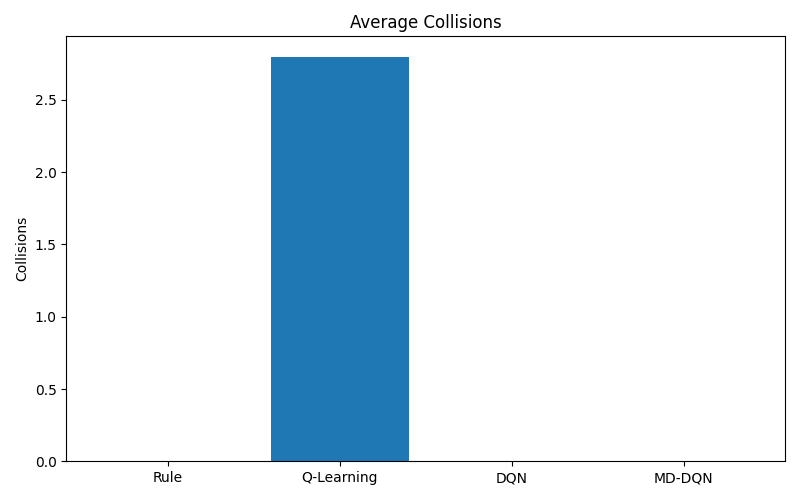 Average Collisions
Collisions
2.5
2.0
1.5
1.0
0.5
0.0
Rule
Q-Learning
DQN
MD-DQN